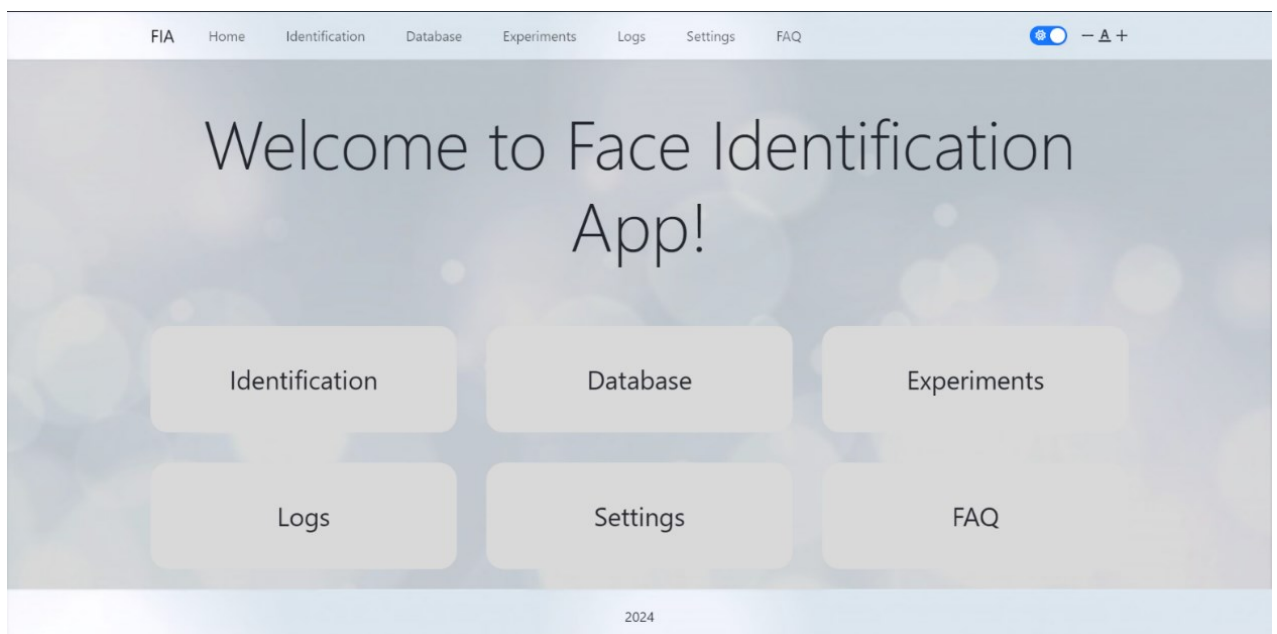 FIA Home Identification Database Experiments Logs Settings FAQ − A +
Welcome to Face Identification
App!
Identification Database Experiments
Logs Settings FAQ
2024